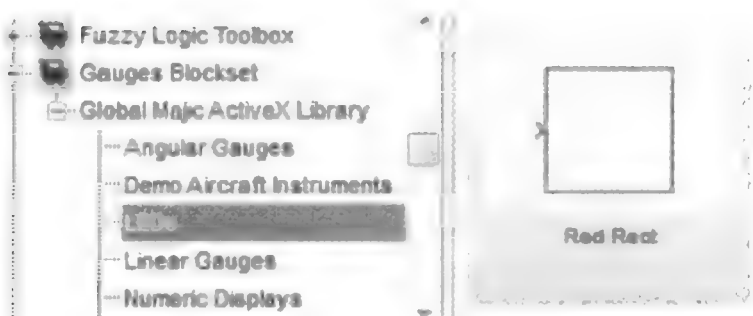 Fuzzy Logic Toolbox
Gauges Blockset
Global Majic ActiveX Library
Angular Gauges
Demo Aircraft Instruments
Linear Gauges
Numeric Displays
Red Rect